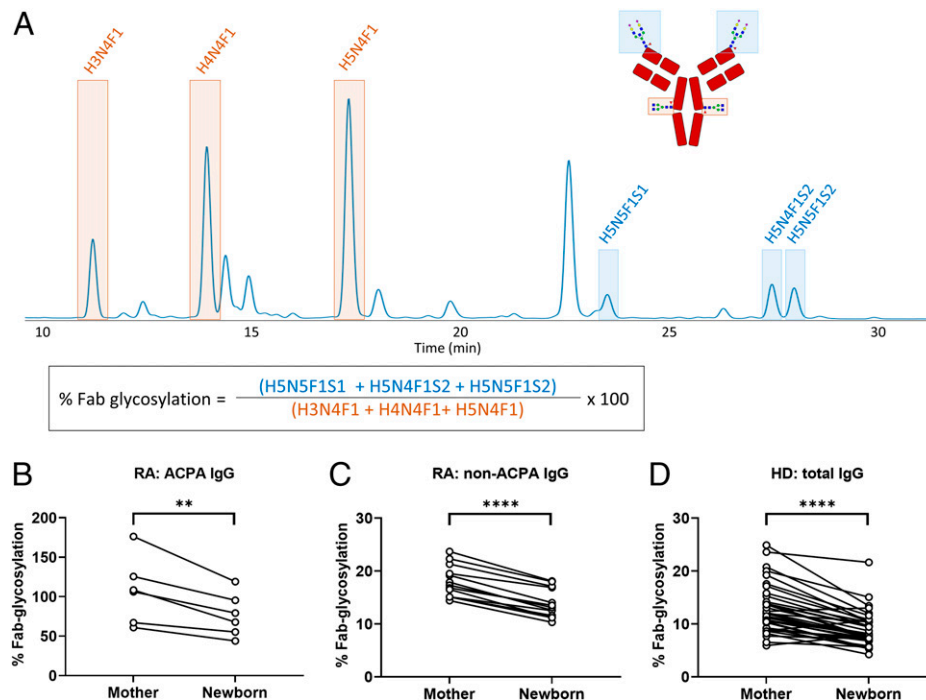 A
H3N4F1
H4N4F1
H5N4F1
H5N5F1S1
H5N4F1S2
H5N5F1S2
10 15 20 25 30
Time (min)
% Fab glycosylation = (H5N5F1S1 + H5N4F1S2 + H5N5F1S2)
(H3N4F1 + H4N4F1+ H5N4F1) x 100
B
RA: ACPA IgG
**
% Fab-glycosylation
200
150
100
50
0
Mother Newborn
C
RA: non-ACPA IgG
****
% Fab-glycosylation
30
20
10
0
Mother Newborn
D
HD: total IgG
****
% Fab-glycosylation
30
20
10
0
Mother Newborn